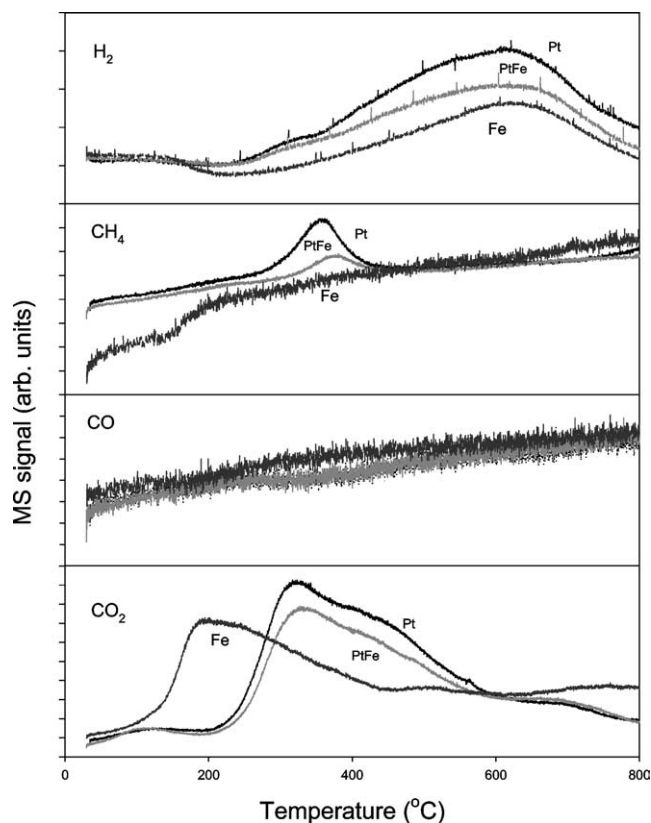 H2
Pt
PtFe
Fe
CH4
Pt
PtFe
Fe
CO
CO2
Fe
Pt
PtFe
MS signal (arb. units)
0 200 400 600 800
Temperature (oC)